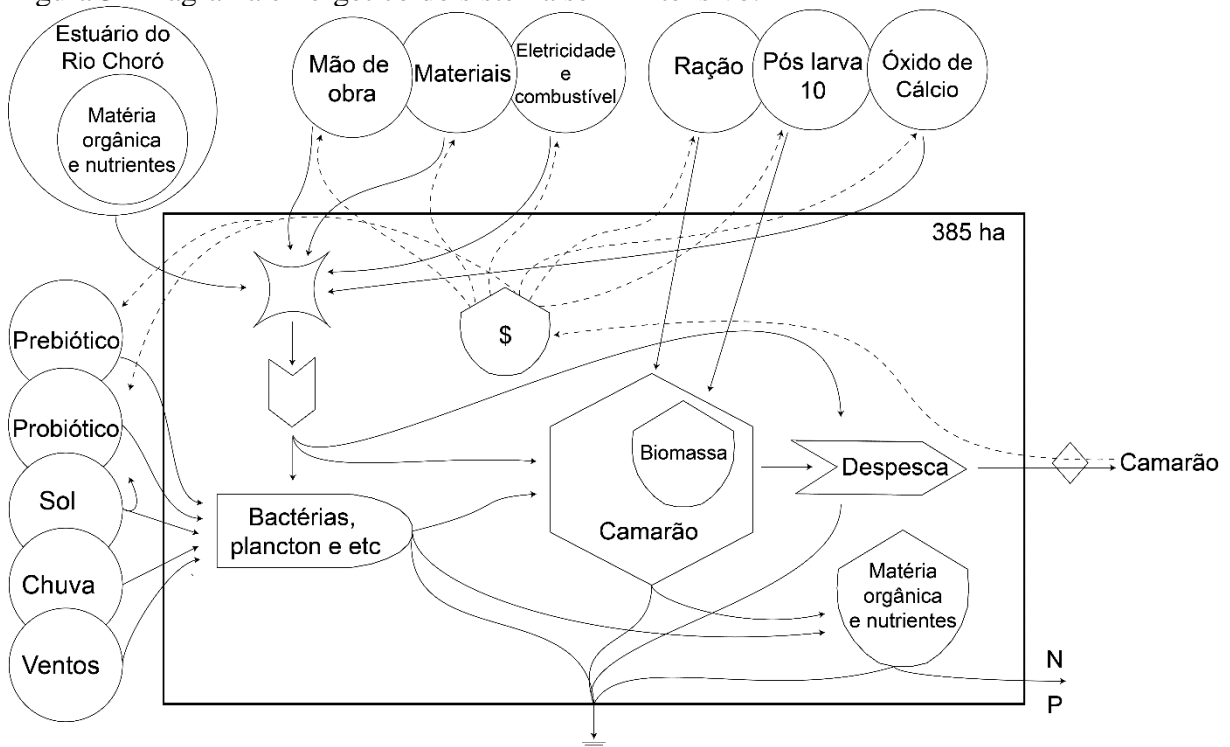 Estuário do
Rio Choró
Matéria
orgânica
e nutrientes
Mão de
obra
Materiais
Eletricidade
e
combustível
Ração
Pós larva
10
Óxido de
Cálcio
385 ha
Prebiótico
Probiótico
Sol
Chuva
Ventos
$
Bactérias,
plancton e etc
Biomassa
Camarão
Despesca
Camarão
Matéria
orgânica
e nutrientes
N
P